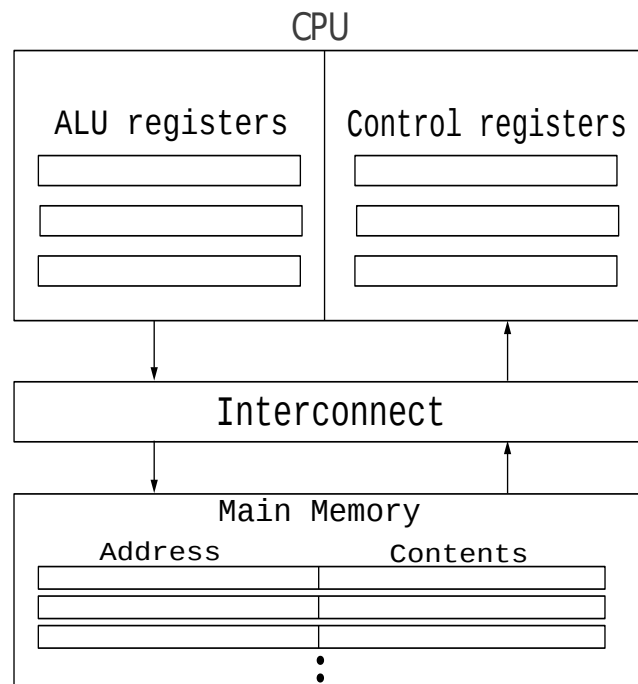 CPU
ALU registers
Control registers
Interconnect
Main Memory
Address
Contents